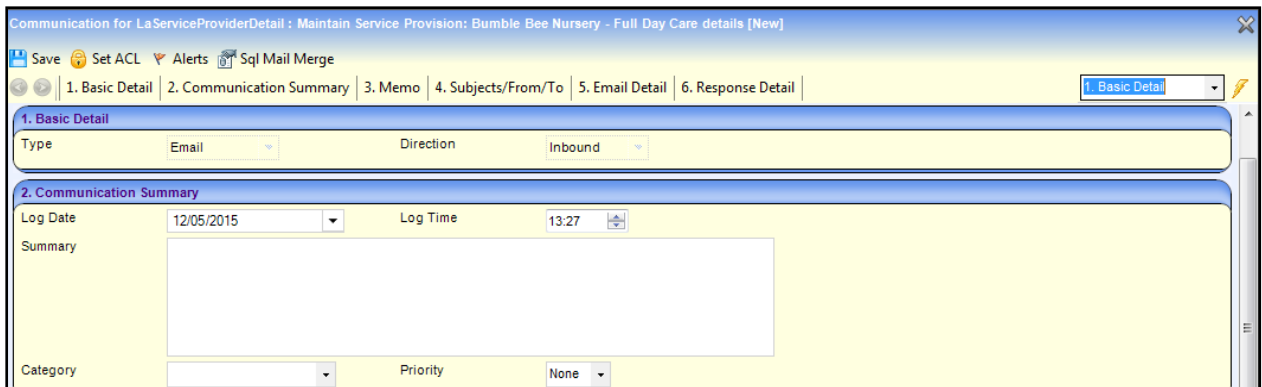 Communication for LaServiceProviderDetail : Maintain Service Provision: Bumble Bee Nursery - Full Day Care details [New]
Save Set ACL Alerts Sql Mail Merge
1. Basic Detail 2. Communication Summary 3. Memo 4. Subjects/From/To 5. Email Detail 6. Response Detail 1. Basic Detail
1. Basic Detail
Type Email Direction Inbound
2. Communication Summary
Log Date 12/05/2015 Log Time 13:27
Summary
Category Priority None